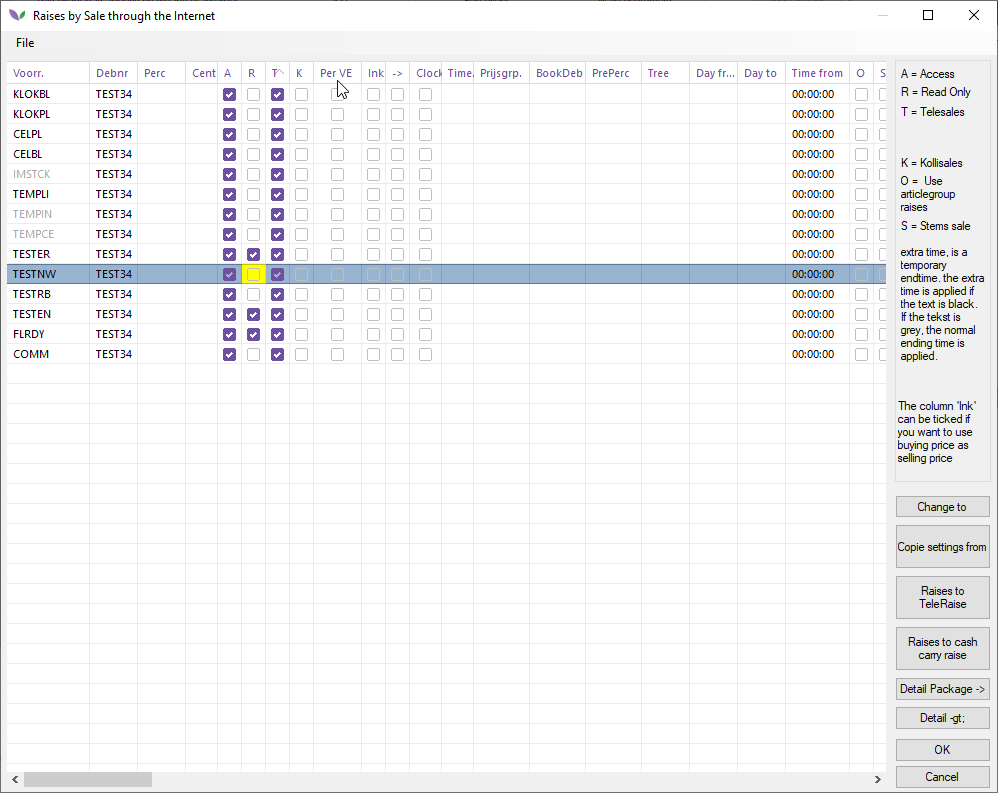 Raises by Sale through the Internet
File
Voorr. Debnr Perc Cent A R T K Per VE Ink -> Clock Time. Prijsgrp. BookDeb PrePerc Tree Day fr... Day to Time from O S
KLOKBL TEST34 00:00:00
KLOKPL TEST34 00:00:00
CELPL TEST34 00:00:00
CELBL TEST34 00:00:00
IMSTCK TEST34 00:00:00
TEMPLI TEST34 00:00:00
TEMPIN TEST34 00:00:00
TEMPCE TEST34 00:00:00
TESTER TEST34 00:00:00
TESTNW TEST34 00:00:00
TESTRB TEST34 00:00:00
TESTEN TEST34 00:00:00
FLRDY TEST34 00:00:00
COMM TEST34 00:00:00
A = Access
R = Read Only
T = Telesales
K = Kollisales
O = Use
articlegroup
raises
S = Stems sale
extra time, is a
temporary
endtime. the extra
time is applied if
the text is black.
If the tekst is
grey, the normal
ending time is
applied.
The column 'Ink'
can be ticked if
you want to use
buying price as
selling price
Change to
Copie settings from
Raises to
TeleRaise
Raises to cash
carry raise
Detail Package ->
Detail -gt;
OK
Cancel